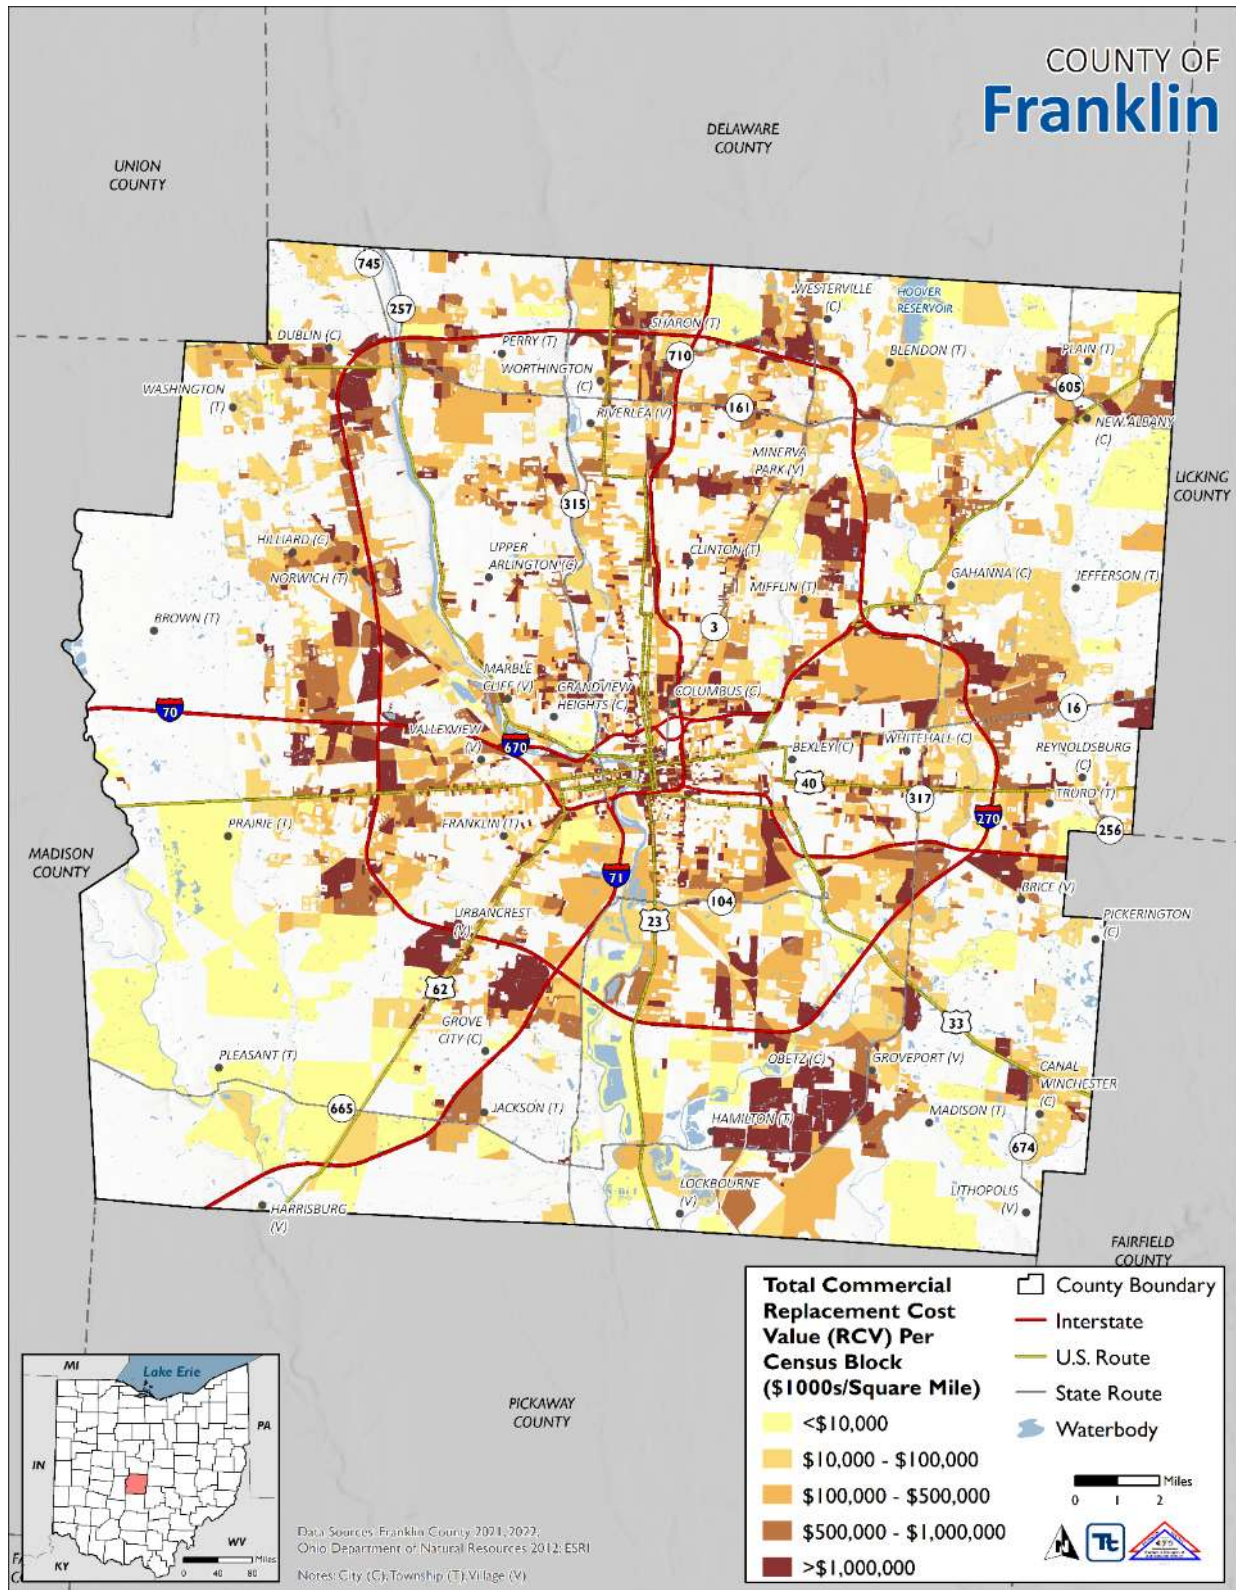 COUNTY OF
Franklin
DELAWARE
COUNTY
UNION
COUNTY
745
257
WESTERVILLE
(C)
HOOVER
RESERVOIR
SHARON (T)
DUBLIN (C)
PERRY (T)
710
BLENDON (T)
PLAIN (T)
WORTHINGTON
(C)
WASHINGTON
(T)
605
RIVERLEA (V)
161
NEW ALBANY
(C)
MINERVA
PARK (V)
LICKING
COUNTY
315
HILLIARD (C)
UPPER
ARLINGTON (C)
CLINTON (T)
NORWICH (T)
MIFFLIN (T)
GAHANNA (C)
JEFFERSON (T)
BROWN (T)
3
MARBLE
CLIFF (V)
GRANDVIEW
HEIGHTS (C)
COLUMBUS (C)
70
16
VALLEYVIEW
(V)
670
BEXLEY (C)
WHITEHALL (C)
REYNOLDSBURG
(C)
40
317
TRURO (T)
270
256
PRAIRIE (T)
FRANKLIN (T)
MADISON
COUNTY
71
BRICE (V)
104
URBANCREST
(V)
23
PICKERINGTON
(C)
62
33
GROVE
CITY (C)
PLEASANT (T)
OBETZ (C)
GROVEPORT (V)
CANAL
WINCHESTER
(C)
665
JACKSON (T)
HAMILTON (T)
MADISON (T)
674
LOCKBOURNE
(V)
LITHOPOLIS
(V)
HARRISBURG
(V)
FAIRFIELD
COUNTY
PICKAWAY
COUNTY
Total Commercial
Replacement Cost
Value (RCV) Per
Census Block
($1000s/Square Mile)
<$10,000
$10,000 - $100,000
$100,000 - $500,000
$500,000 - $1,000,000
>$1,000,000
County Boundary
Interstate
U.S. Route
State Route
Waterbody
Miles
0 1 2
N
Tt
MI
Lake Erie
PA
IN
WV
KY
Miles
0 40 80
Data Sources: Franklin County 2021, 2022;
Ohio Department of Natural Resources 2012; ESRI
Notes: City (C), Township (T), Village (V)